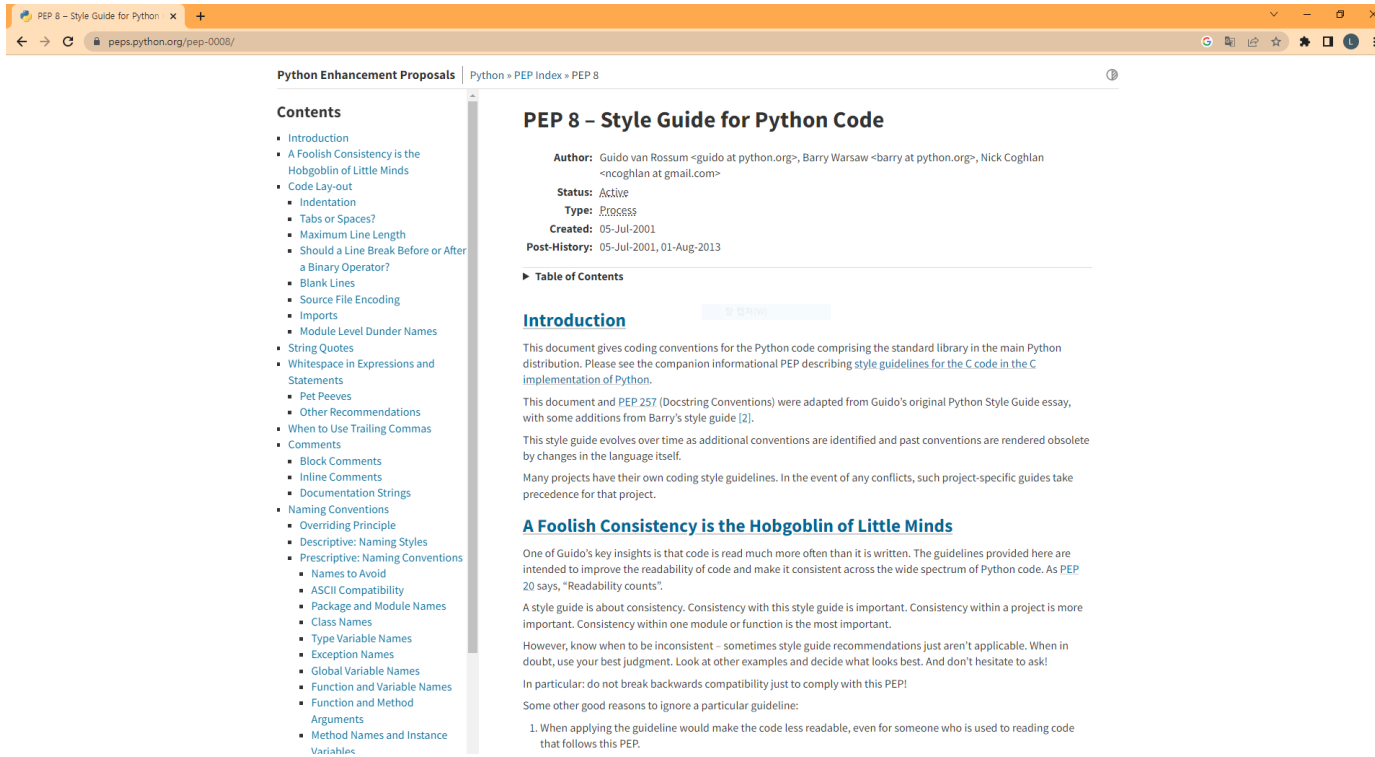 PEP 8 – Style Guide for Python
peps.python.org/pep-0008/
L
Python Enhancement Proposals
Python » PEP Index » PEP 8
Contents
Introduction
A Foolish Consistency is the
Hobgoblin of Little Minds
Code Lay-out
Indentation
Tabs or Spaces?
Maximum Line Length
Should a Line Break Before or After
a Binary Operator?
Blank Lines
Source File Encoding
Imports
Module Level Dunder Names
String Quotes
Whitespace in Expressions and
Statements
Pet Peeves
Other Recommendations
When to Use Trailing Commas
Comments
Block Comments
Inline Comments
Documentation Strings
Naming Conventions
Overriding Principle
Descriptive: Naming Styles
Prescriptive: Naming Conventions
Names to Avoid
ASCII Compatibility
Package and Module Names
Class Names
Type Variable Names
Exception Names
Global Variable Names
Function and Variable Names
Function and Method
Arguments
Method Names and Instance
Variables
PEP 8 – Style Guide for Python Code
Author: Guido van Rossum <guido at python.org>, Barry Warsaw <barry at python.org>, Nick Coghlan
<ncoghlan at gmail.com>
Status: Active
Type: Process
Created: 05-Jul-2001
Post-History: 05-Jul-2001, 01-Aug-2013
Table of Contents
Introduction
This document gives coding conventions for the Python code comprising the standard library in the main Python
distribution. Please see the companion informational PEP describing style guidelines for the C code in the C
implementation of Python.
This document and PEP 257 (Docstring Conventions) were adapted from Guido’s original Python Style Guide essay,
with some additions from Barry’s style guide [2].
This style guide evolves over time as additional conventions are identified and past conventions are rendered obsolete
by changes in the language itself.
Many projects have their own coding style guidelines. In the event of any conflicts, such project-specific guides take
precedence for that project.
A Foolish Consistency is the Hobgoblin of Little Minds
One of Guido’s key insights is that code is read much more often than it is written. The guidelines provided here are
intended to improve the readability of code and make it consistent across the wide spectrum of Python code. As PEP
20 says, “Readability counts”.
A style guide is about consistency. Consistency with this style guide is important. Consistency within a project is more
important. Consistency within one module or function is the most important.
However, know when to be inconsistent – sometimes style guide recommendations just aren’t applicable. When in
doubt, use your best judgment. Look at other examples and decide what looks best. And don’t hesitate to ask!
In particular: do not break backwards compatibility just to comply with this PEP!
Some other good reasons to ignore a particular guideline:
1. When applying the guideline would make the code less readable, even for someone who is used to reading code
that follows this PEP.